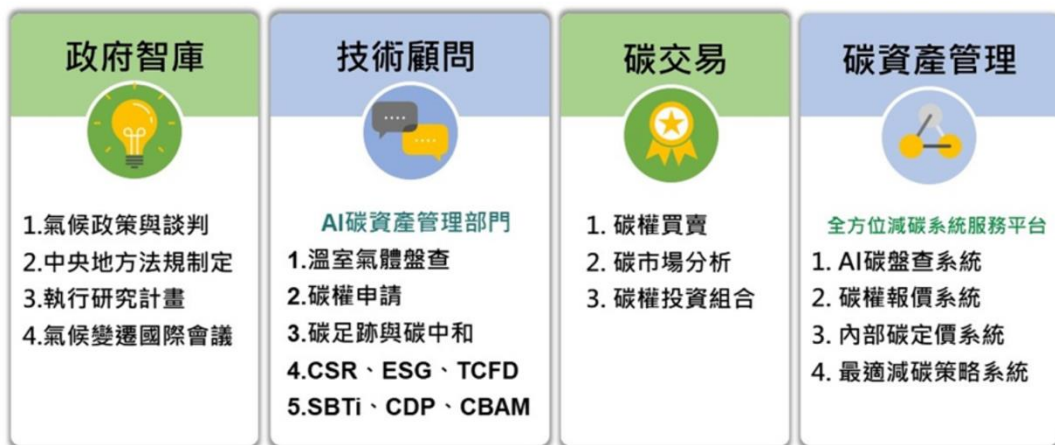 政府智庫
1.氣候政策與談判
2.中央地方法規制定
3.執行研究計畫
4.氣候變遷國際會議
技術顧問
AI碳資產管理部門
1.溫室氣體盤查
2.碳權申請
3.碳足跡與碳中和
4.CSR、ESG、TCFD
5.SBTi、CDP、CBAM
碳交易
1. 碳權買賣
2. 碳市場分析
3. 碳權投資組合
碳資產管理
全方位減碳系統服務平台
1. AI碳盤查系統
2. 碳權報價系統
3. 內部碳定價系統
4. 最適減碳策略系統